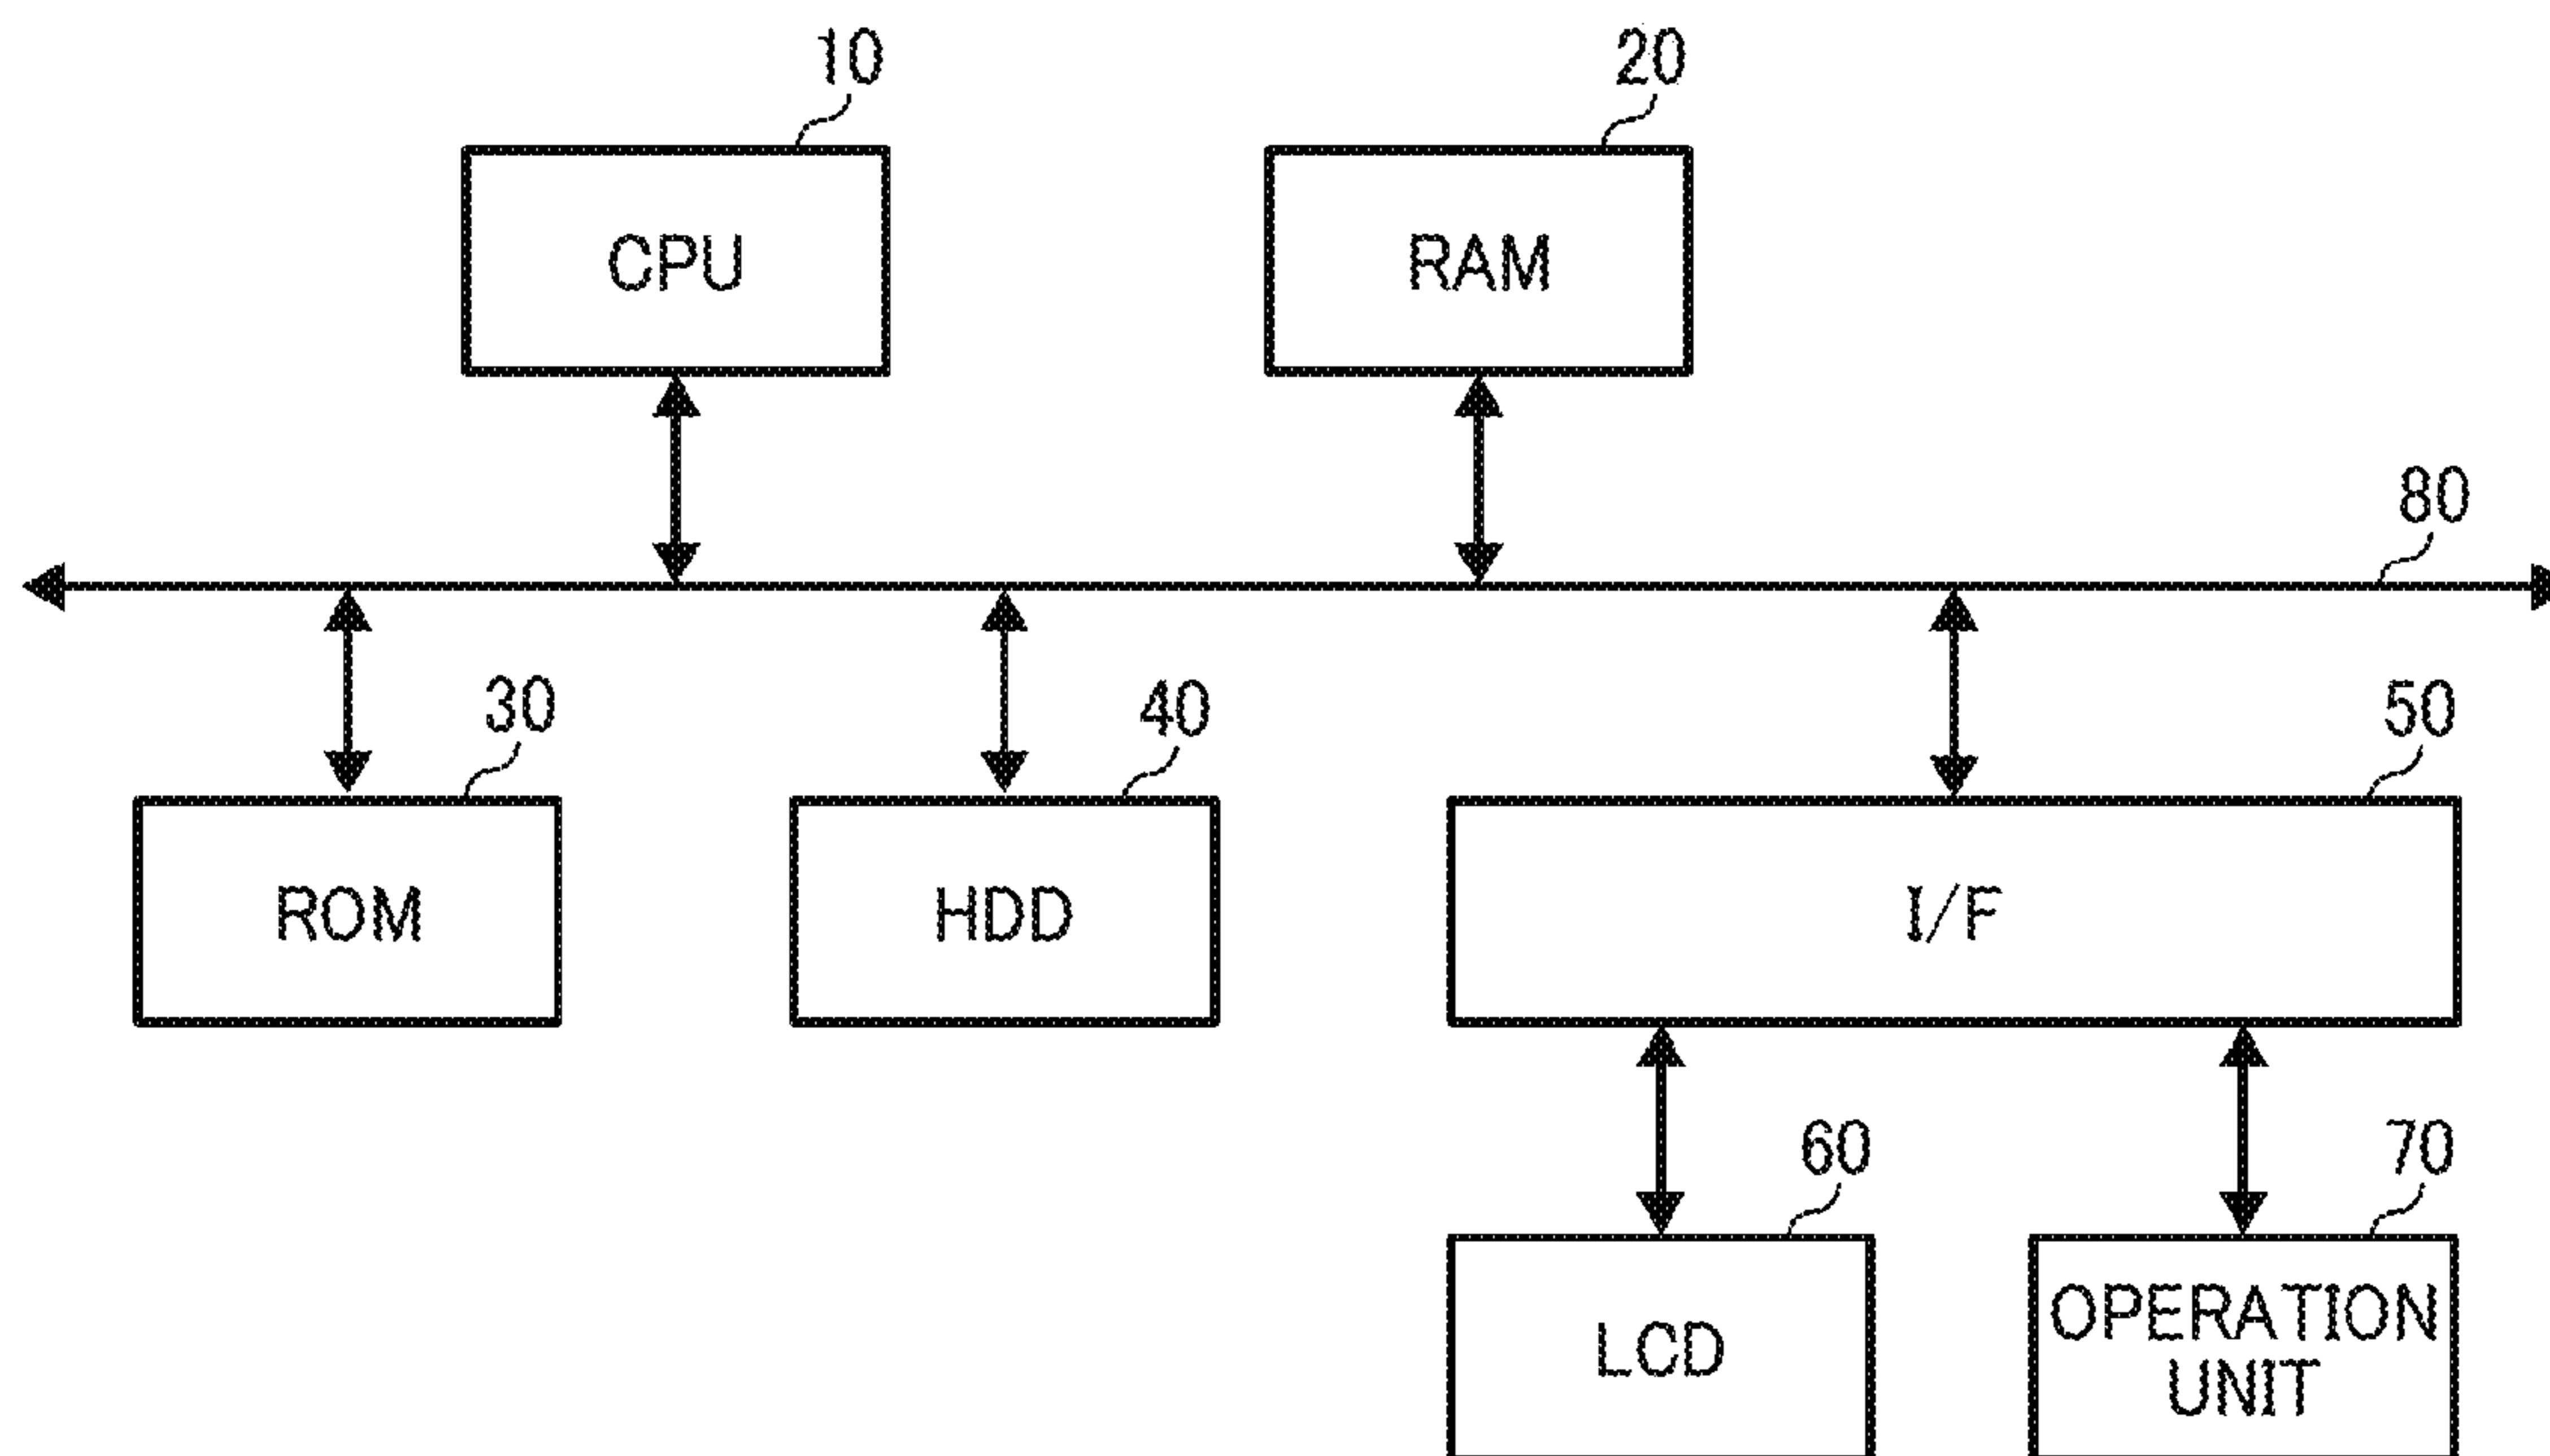 10
20
CPU
RAM
80
30
40
50
ROM
HDD
I/F
60
70
LCD
OPERATION
UNIT